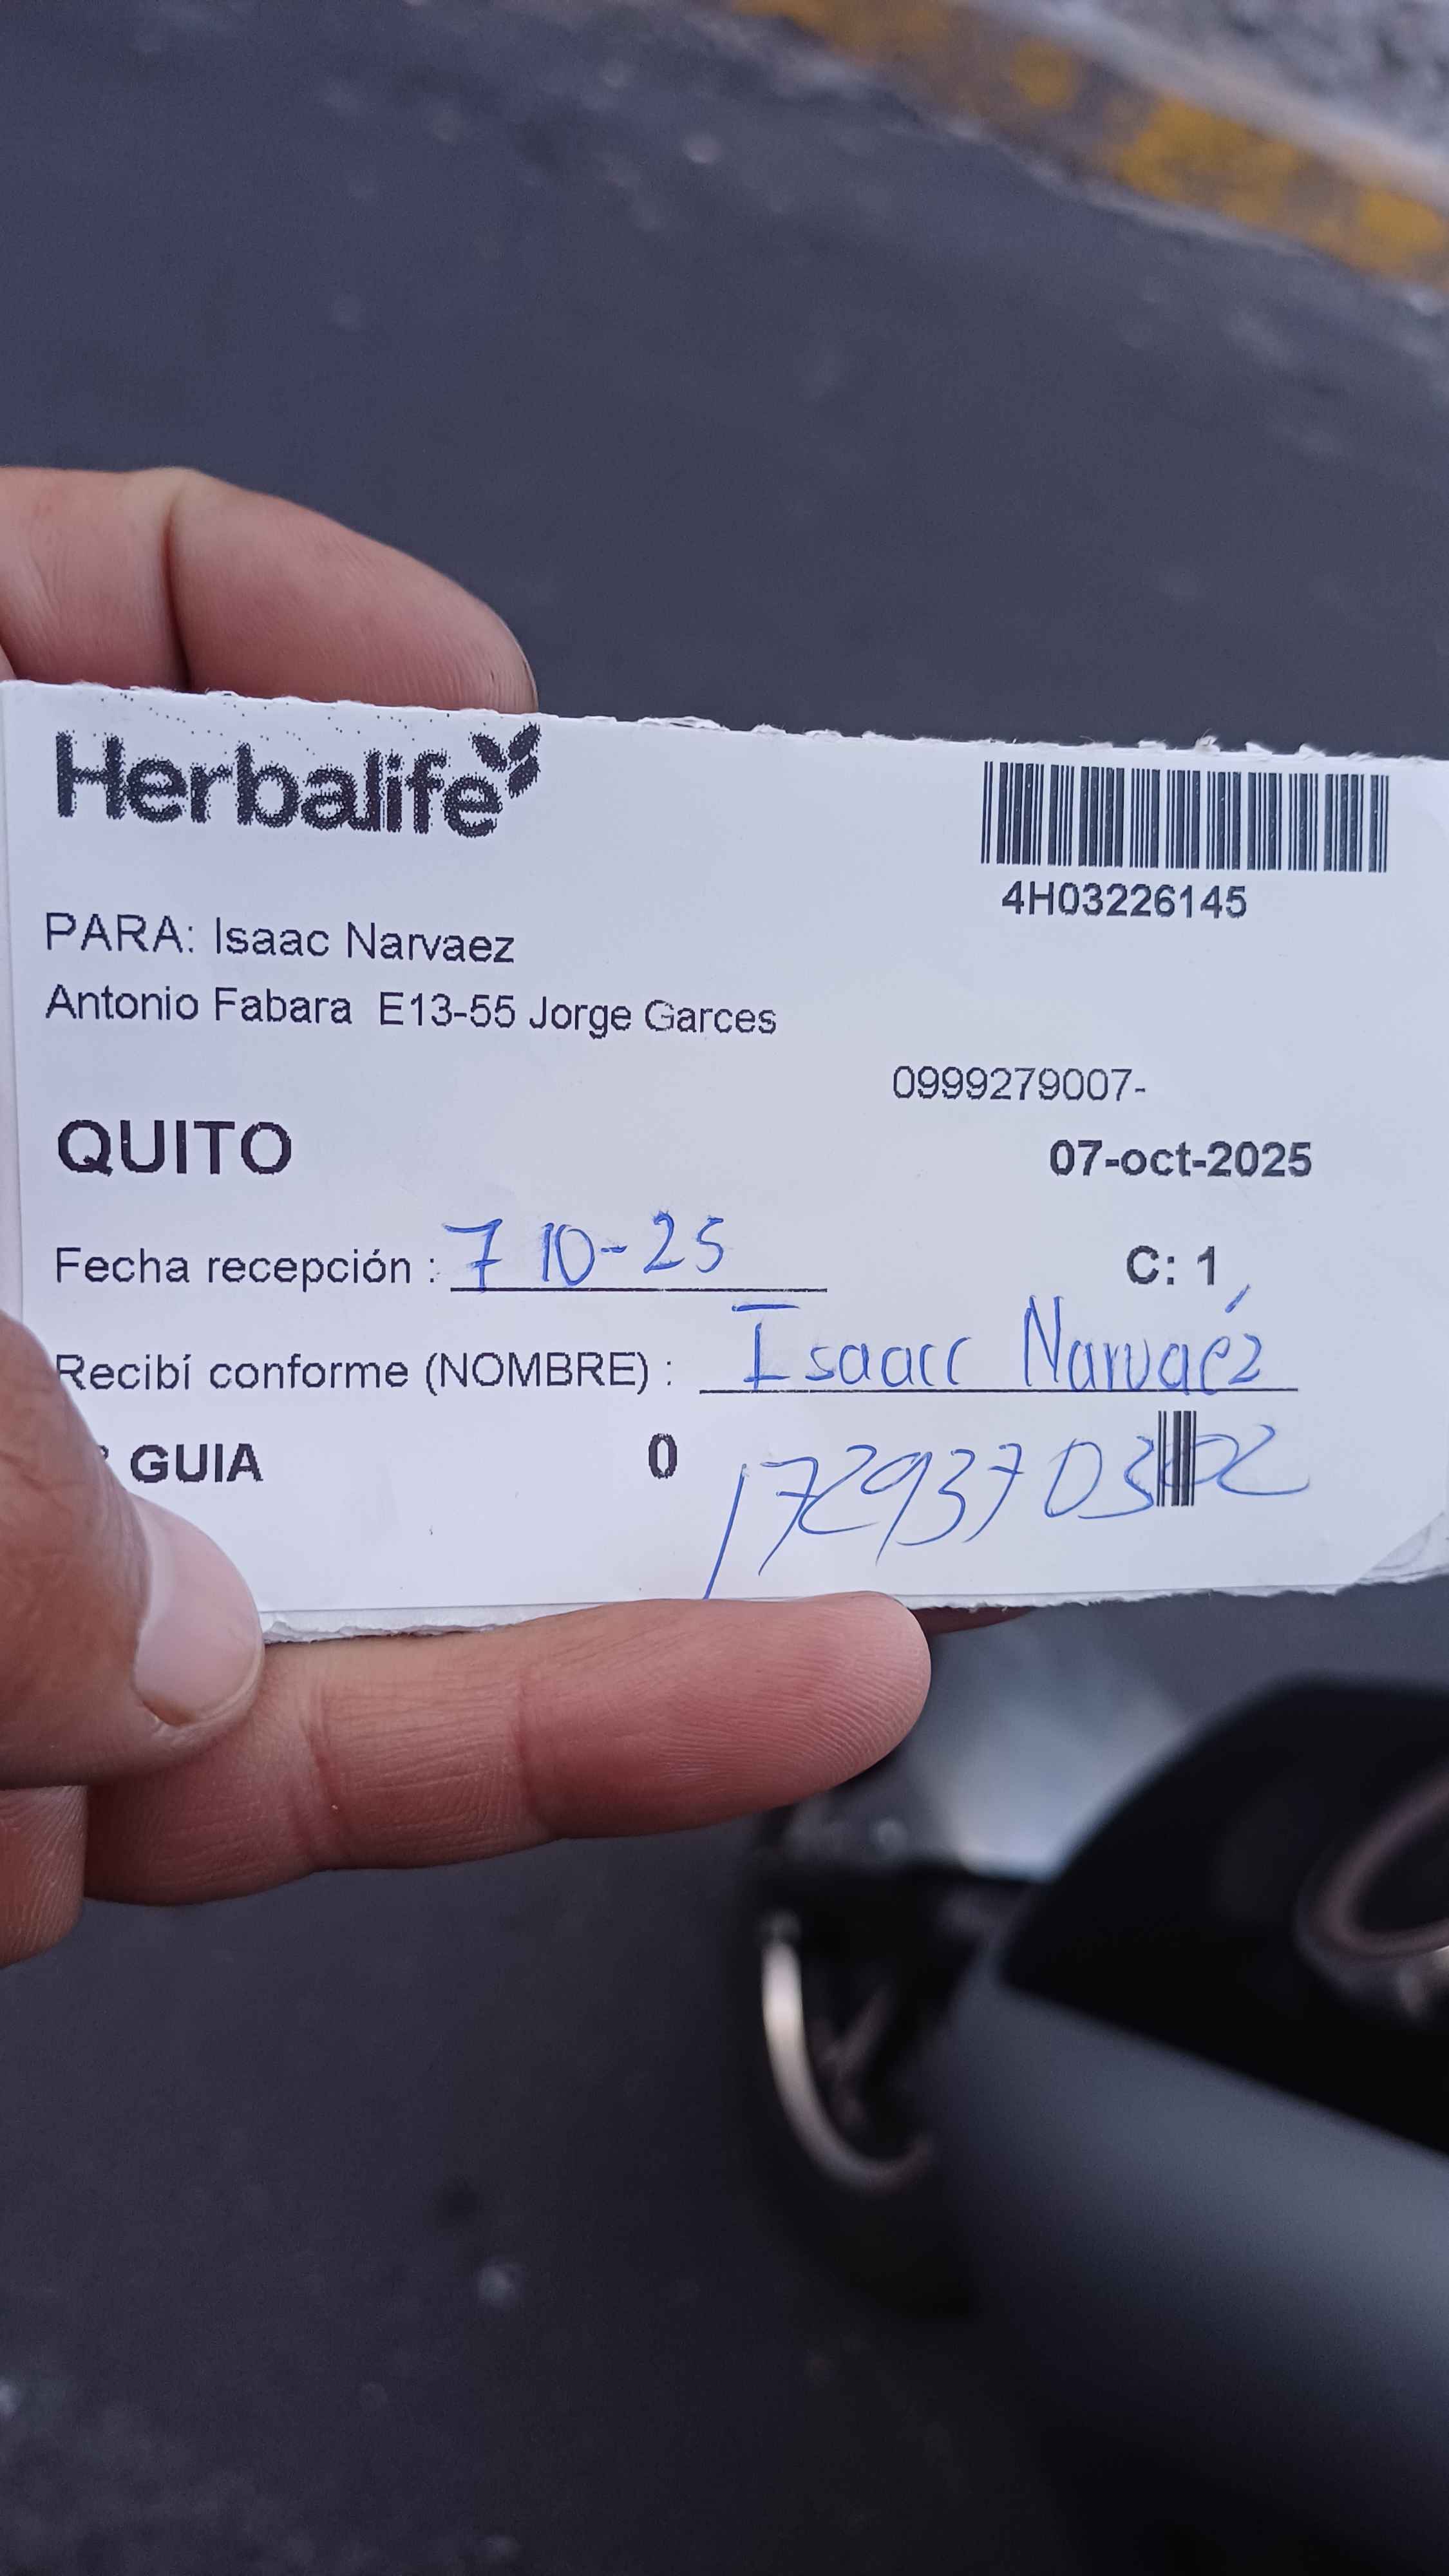 Herbalife
4H03226145
PARA: Isaac Narvaez
Antonio Fabara E13-55 Jorge Garces
0999279007-
QUITO
07-oct-2025
Fecha recepción : 7 10-25
C: 1
Recibí conforme (NOMBRE) : Isaacc Narvaéz
GUIA 0